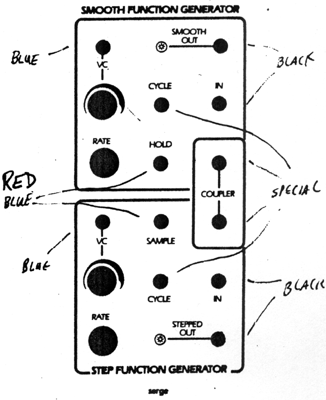 SMOOTH FUNCTION GENERATOR
BLUE
SMOOTH OUT
BLACK
VC
CYCLE
IN
RATE
HOLD
RED
BLUE
COUPLER
SPECIAL
SAMPLE
BLUE
VC
CYCLE
IN
BLACK
RATE
STEPPED OUT
STEP FUNCTION GENERATOR
serge